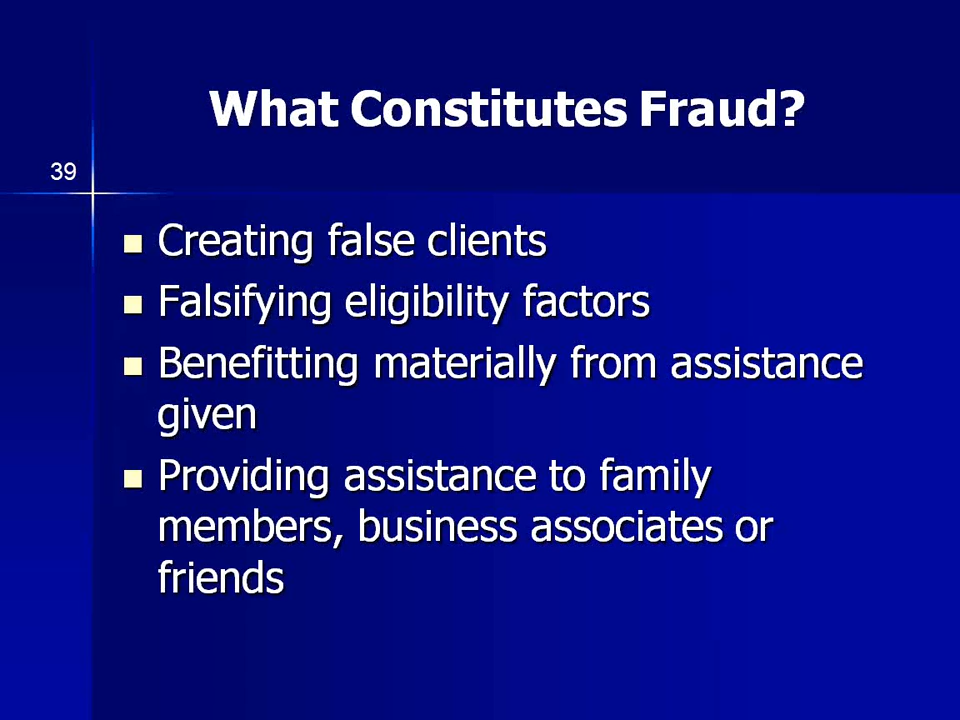 What Constitutes Fraud?
39
Creating false clients
Falsifying eligibility factors
Benefitting materially from assistance
given
Providing assistance to family
members, business associates or
friends